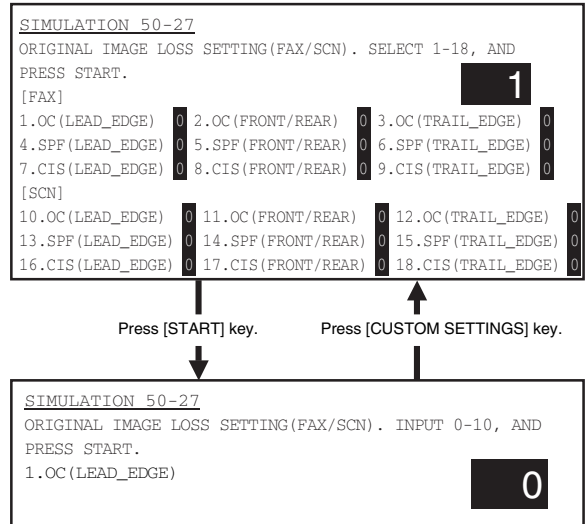 SIMULATION 50-27
ORIGINAL IMAGE LOSS SETTING(FAX/SCN). SELECT 1-18, AND
PRESS START.
1
[FAX]
1.OC(LEAD_EDGE) 0 2.OC(FRONT/REAR) 0 3.OC(TRAIL_EDGE) 0
4.SPF(LEAD_EDGE) 0 5.SPF(FRONT/REAR) 0 6.SPF(TRAIL_EDGE) 0
7.CIS(LEAD_EDGE) 0 8.CIS(FRONT/REAR) 0 9.CIS(TRAIL_EDGE) 0
[SCN]
10.OC(LEAD_EDGE) 0 11.OC(FRONT/REAR) 0 12.OC(TRAIL_EDGE) 0
13.SPF(LEAD_EDGE) 0 14.SPF(FRONT/REAR) 0 15.SPF(TRAIL_EDGE) 0
16.CIS(LEAD_EDGE) 0 17.CIS(FRONT/REAR) 0 18.CIS(TRAIL_EDGE) 0
Press [START] key. Press [CUSTOM SETTINGS] key.
SIMULATION 50-27
ORIGINAL IMAGE LOSS SETTING(FAX/SCN). INPUT 0-10, AND
PRESS START.
1.OC(LEAD_EDGE)
0